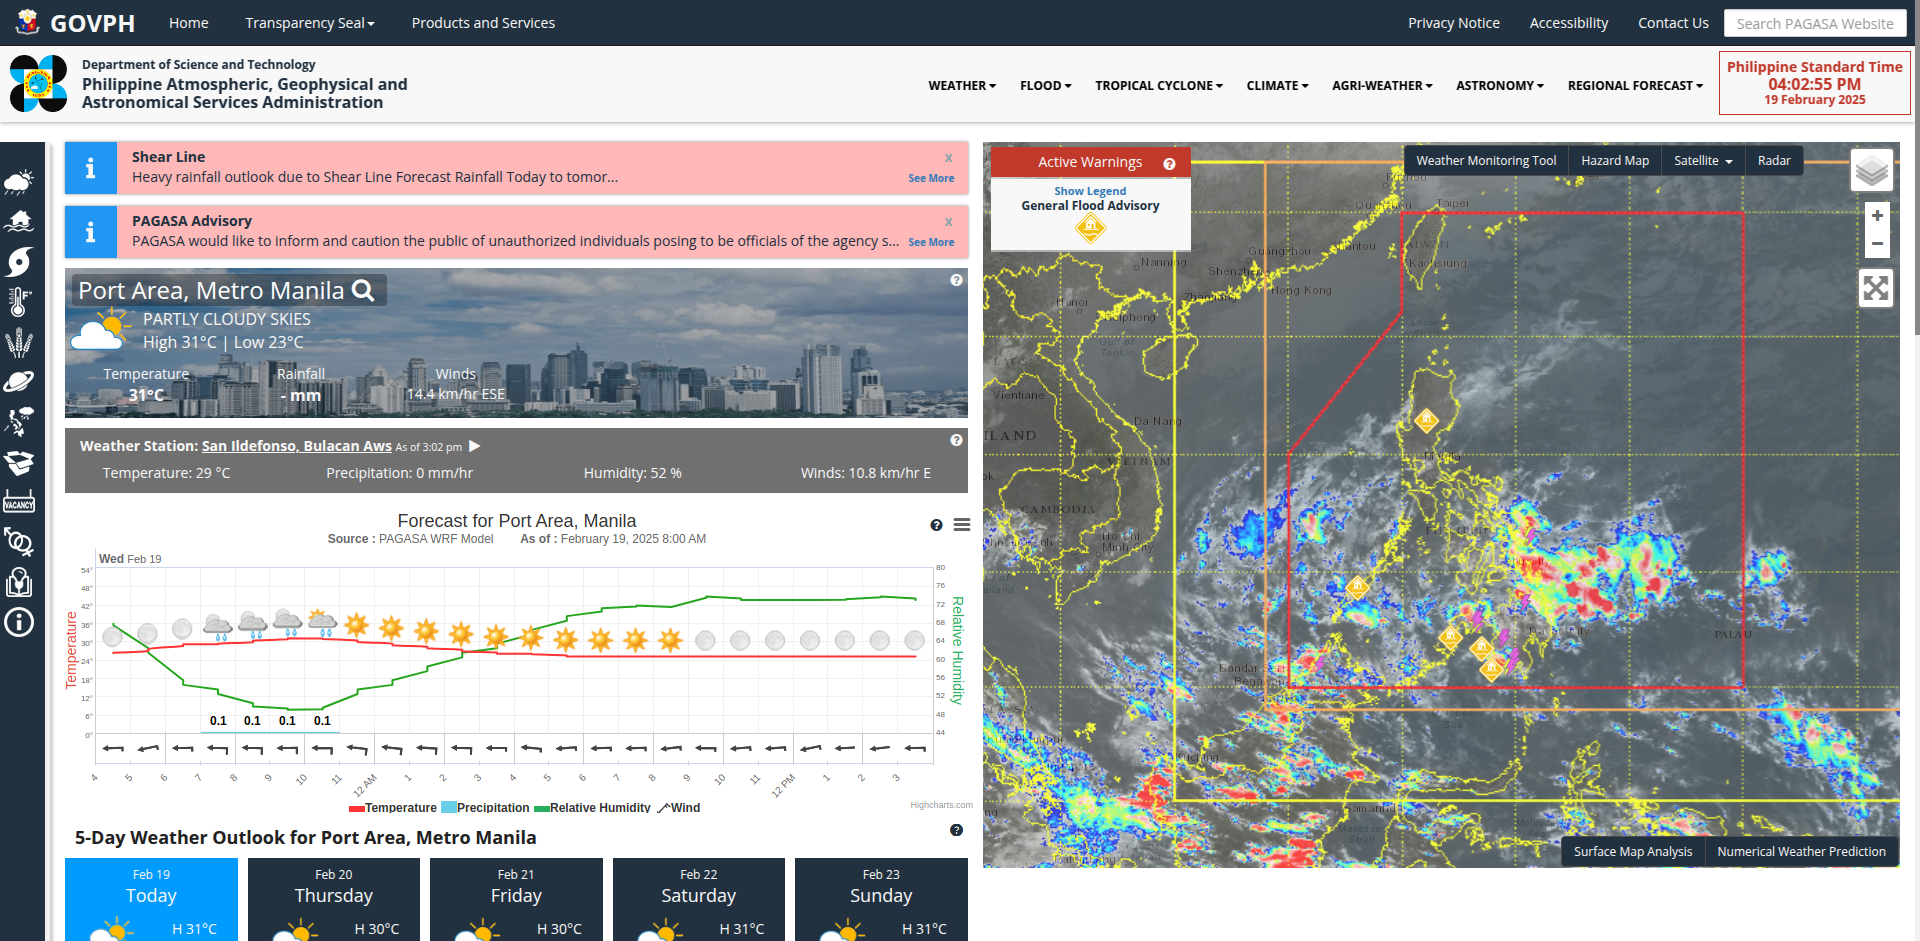 GOVPH
Home
Transparency Seal
Products and Services
Privacy Notice
Accessibility
Contact Us
Search PAGASA Website
Department of Science and Technology
Philippine Atmospheric, Geophysical and
Astronomical Services Administration
WEATHER
FLOOD
TROPICAL CYCLONE
CLIMATE
AGRI-WEATHER
ASTRONOMY
REGIONAL FORECAST
Philippine Standard Time
04:02:55 PM
19 February 2025
VACANCY
Shear Line
x
Heavy rainfall outlook due to Shear Line Forecast Rainfall Today to tomor...
See More
PAGASA Advisory
x
PAGASA would like to inform and caution the public of unauthorized individuals posing to be officials of the agency s...
See More
Port Area, Metro Manila
PARTLY CLOUDY SKIES
High 31°C | Low 23°C
Temperature
31°C
Rainfall
- mm
Winds
14.4 km/hr ESE
Weather Station: San Ildefonso, Bulacan Aws As of 3:02 pm
Temperature: 29 °C
Precipitation: 0 mm/hr
Humidity: 52 %
Winds: 10.8 km/hr E
Forecast for Port Area, Manila
Source : PAGASA WRF Model As of : February 19, 2025 8:00 AM
Wed Feb 19
Temperature
54°
48°
42°
36°
30°
24°
18°
12°
6°
0°
80
76
72
68
64
60
56
52
48
44
Relative Humidity
0.1 0.1 0.1 0.1
4 5 6 7 8 9 10 11 12 AM 1 2 3 4 5 6 7 8 9 10 11 12 PM 1 2 3
Temperature Precipitation Relative Humidity Wind
Highcharts.com
5-Day Weather Outlook for Port Area, Metro Manila
Feb 19
Today
H 31°C
Feb 20
Thursday
H 30°C
Feb 21
Friday
H 30°C
Feb 22
Saturday
H 31°C
Feb 23
Sunday
H 31°C
Active Warnings
Show Legend
General Flood Advisory
Weather Monitoring Tool
Hazard Map
Satellite
Radar
+
−
Taipei
Guangzhou
Nanning
Shenzhen
Kaohsiung
Hong Kong
Hanoi
Haiphong
Gulf of
Tonkin
LAOS
Vientiane
Da Nang
VIETNAM
CAMBODIA
Ho Chi
Minh City
PALAU
Bandar Seri
Begawan
Kuching
Samarinda
Surface Map Analysis
Numerical Weather Prediction